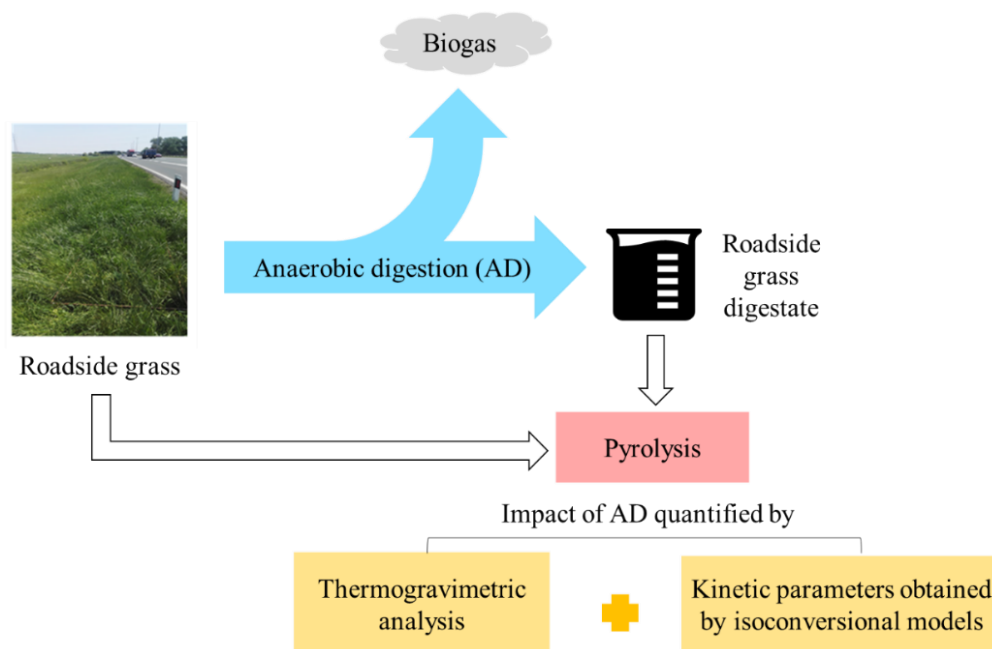 Biogas
Anaerobic digestion (AD)
Roadside
grass
digestate
Roadside grass
Pyrolysis
Impact of AD quantified by
Thermogravimetric
analysis
Kinetic parameters obtained
by isoconversional models